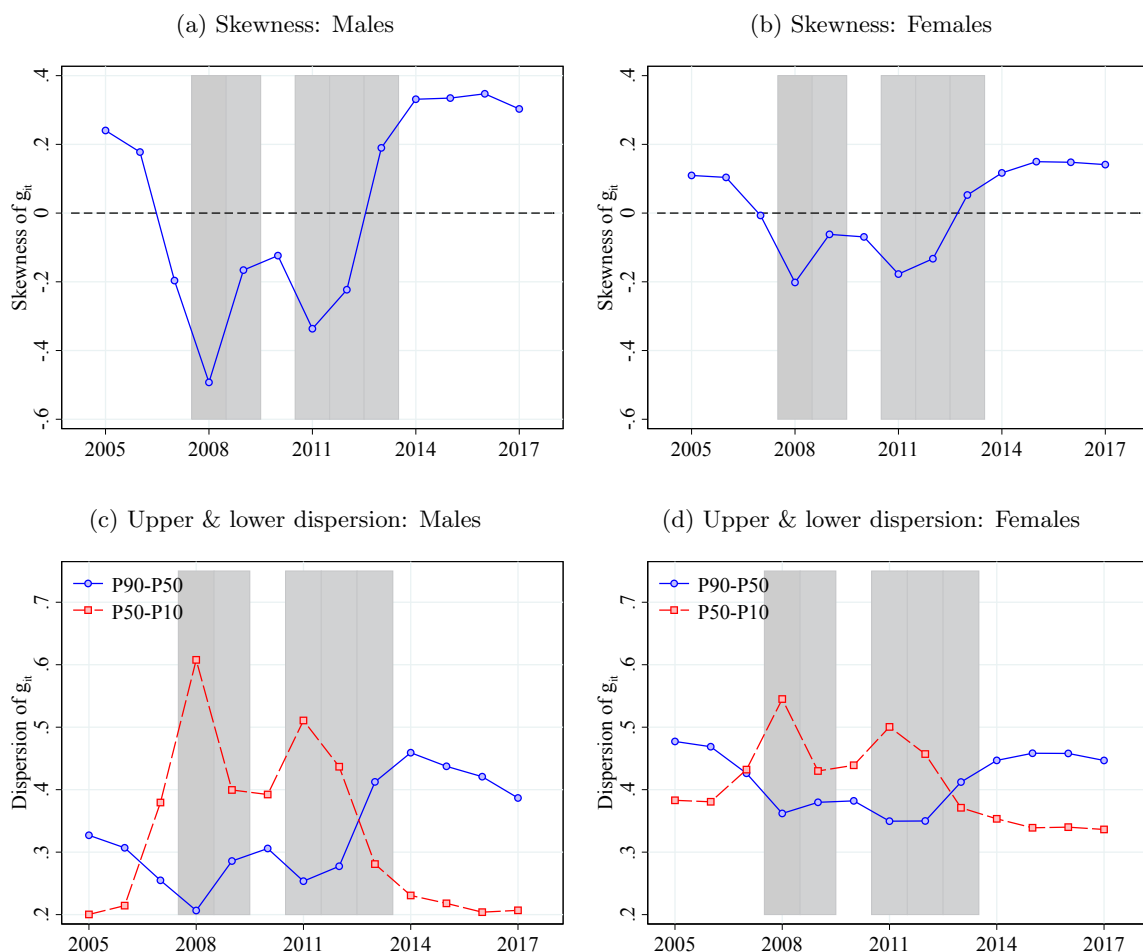 (a) Skewness: Males
(b) Skewness: Females
Skewness of g_it
.4
.2
0
-.2
-.4
-.6
2005 2008 2011 2014 2017
Skewness of g_it
.4
.2
0
-.2
-.4
-.6
2005 2008 2011 2014 2017
(c) Upper & lower dispersion: Males
(d) Upper & lower dispersion: Females
P90-P50
P50-P10
Dispersion of g_it
.7
.6
.5
.4
.3
.2
2005 2008 2011 2014 2017
P90-P50
P50-P10
Dispersion of g_it
.7
.6
.5
.4
.3
.2
2005 2008 2011 2014 2017